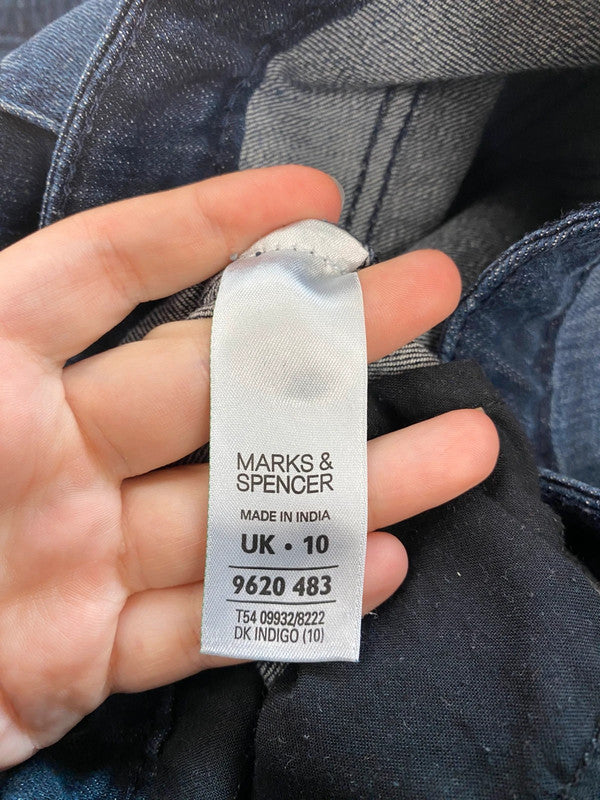 MARKS &
SPENCER
MADE IN INDIA
UK • 10
9620 483
T54 09932/8222
DK INDIGO (10)